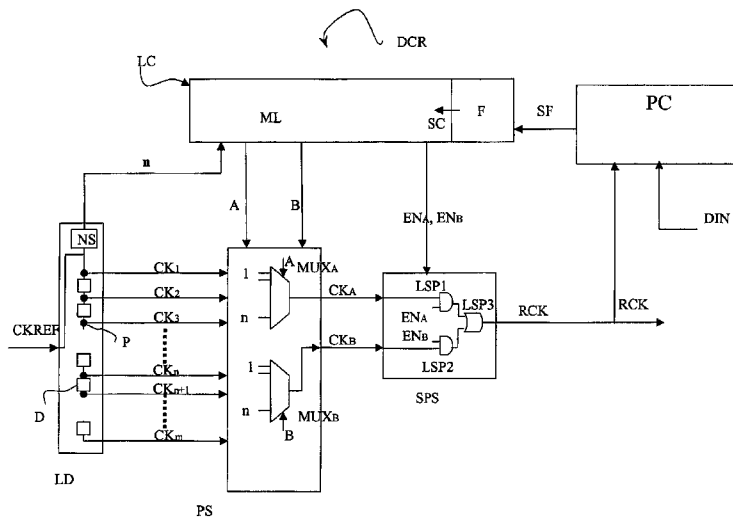 DCR
LC
ML
SC
F
SF
PC
n
A
B
ENA, ENB
DIN
NS
CK1
CK2
CK3
CKn
CKn+1
CKm
CKREF
P
D
LD
A
MUXA
1
n
1
n
MUXB
B
PS
CKA
CKB
LSP1
LSP3
ENA
ENB
LSP2
SPS
RCK
RCK